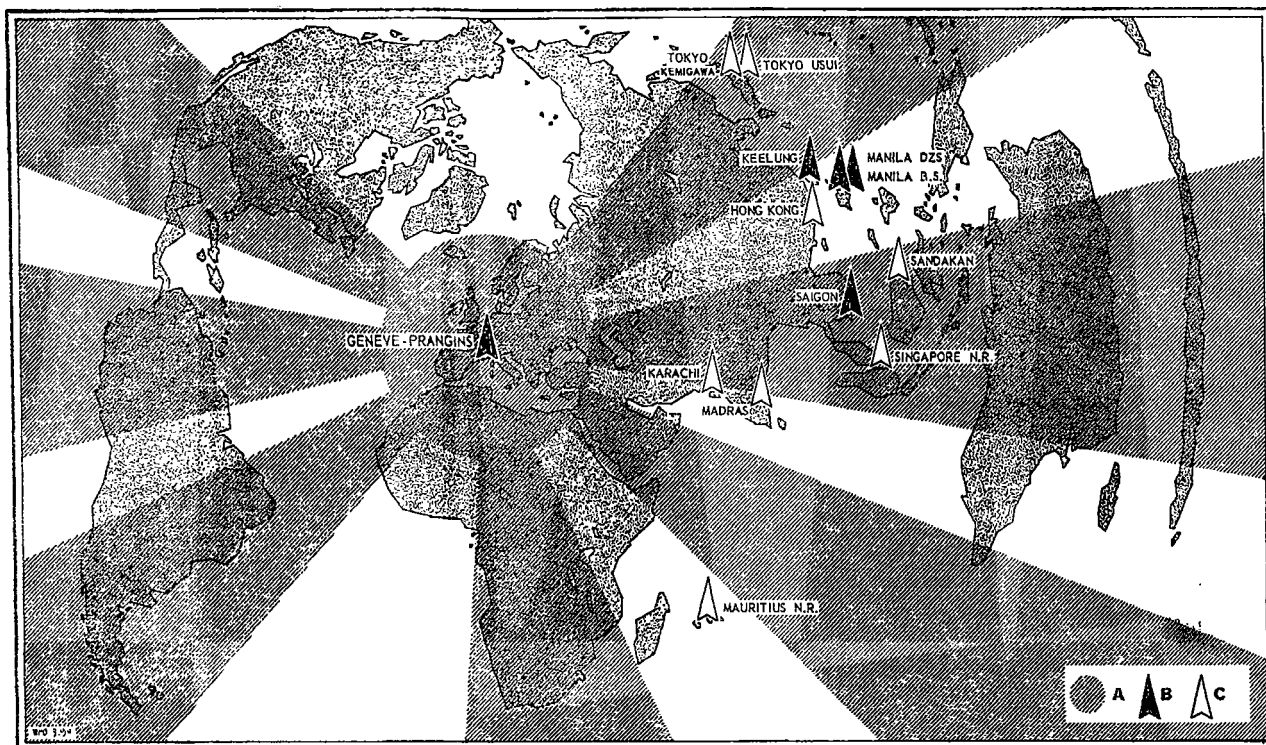 TOKYO
KEMIGAWA
TOKYO USUI
KEELUNG
MANILA DZS
MANILA B.S.
HONG KONG
SANDAKAN
SAIGON
GENEVE-PRANGINS
SINGAPORE N.R.
KARACHI
MADRAS
MAURITIUS N.R.
A B C